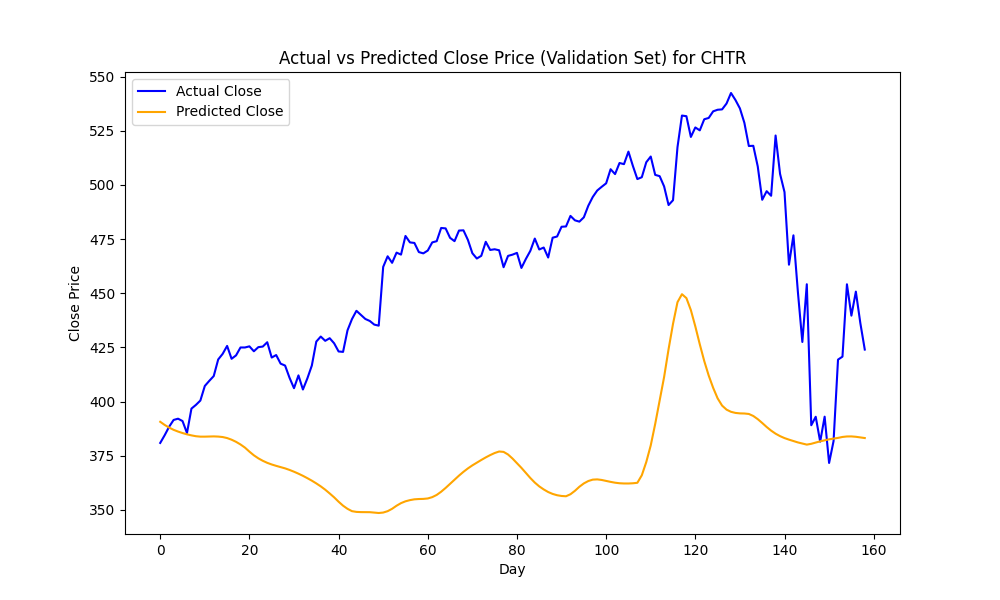 Actual vs Predicted Close Price (Validation Set) for CHTR
Actual Close
Predicted Close
Close Price
550
525
500
475
450
425
400
375
350
0 20 40 60 80 100 120 140 160
Day